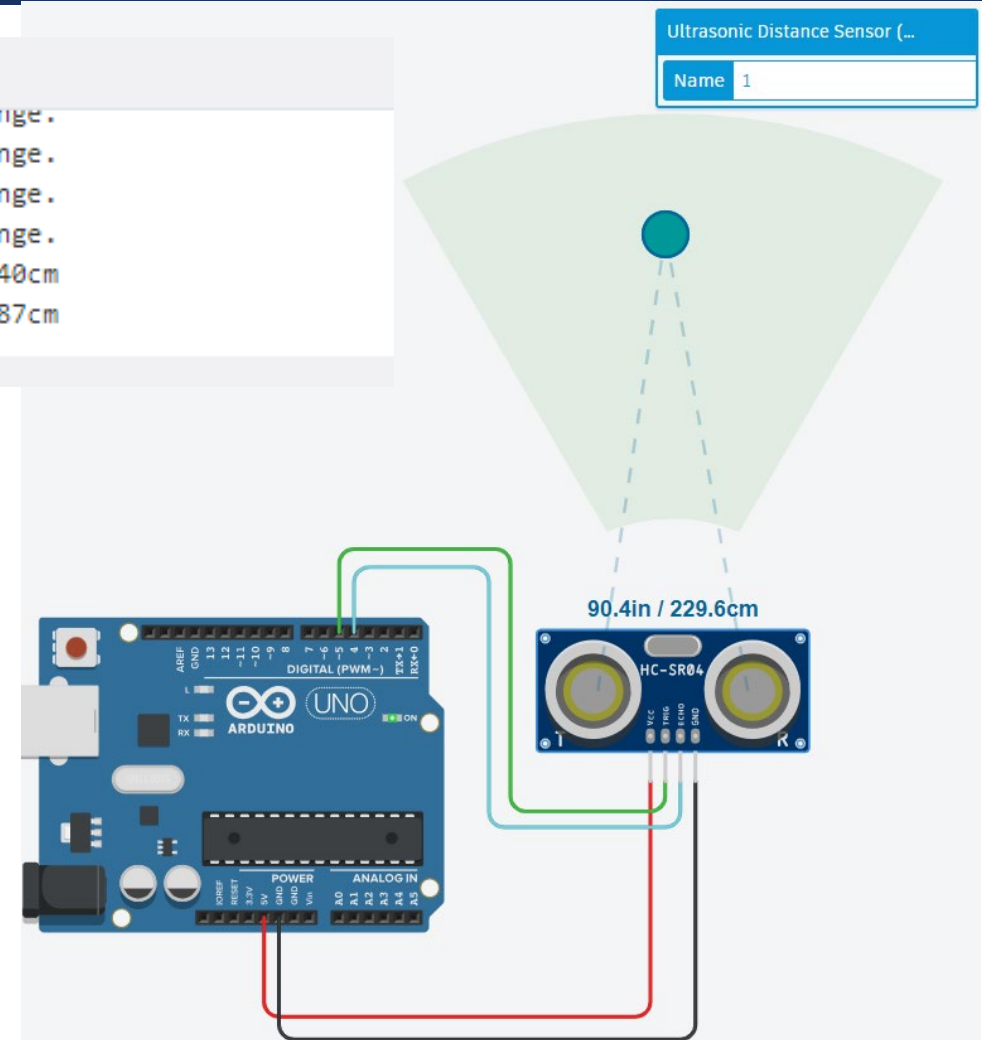 Ultrasonic Distance Sensor (...
Name 1
nge.
nge.
nge.
nge.
40cm
87cm
90.4in / 229.6cm
HC-SR04
VCC
TRIG
ECHO
GND
T
R
AREF
GND
13
12
~11
~10
~9
8
7
~6
~5
4
~3
2
TX→1
RX←0
DIGITAL (PWM~)
L
TX
RX
ARDUINO
UNO
ON
POWER
ANALOG IN
IOREF
RESET
3.3V
5V
GND
GND
Vin
A0
A1
A2
A3
A4
A5